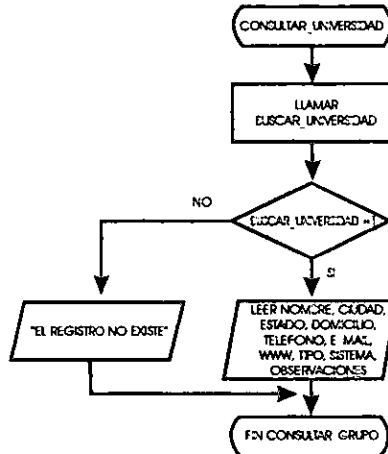 CONSULTAR_UNIVERSIDAD
LLAMAR
BUSCAR_UNIVERSIDAD
NO
BUSCAR_UNIVERSIDAD = 1
SI
"EL REGISTRO NO EXISTE"
LEER NOMBRE, CIUDAD,
ESTADO, DOMICILIO,
TELEFONO, E MAIL,
WWW, TIPO, SISTEMA,
OBSERVACIONES
FIN CONSULTAR GRUPO